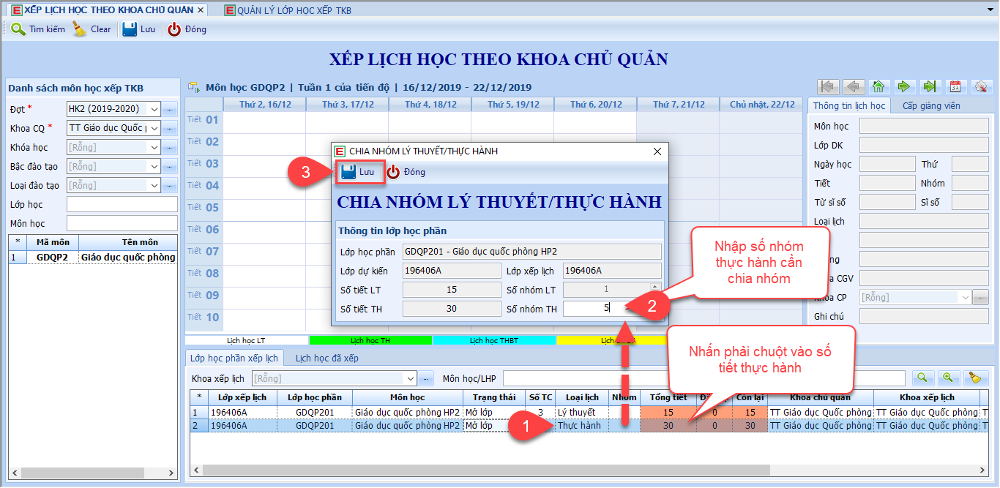 XẾP LỊCH HỌC THEO KHOA CHỦ QUẢN
QUẢN LÝ LỚP HỌC XẾP TKB
Tìm kiếm Clear Lưu Đóng
XẾP LỊCH HỌC THEO KHOA CHỦ QUẢN
Danh sách môn học xếp TKB
Đợt * HK2 (2019-2020)
Khoa CQ * TT Giáo dục Quốc
Khóa học [Rỗng]
Bậc đào tạo [Rỗng]
Loại đào tạo [Rỗng]
Lớp học
Môn học
* Mã môn Tên môn
1 GDQP2 Giáo dục quốc phòng
Môn học GDQP2 | Tuần 1 của tiến độ | 16/12/2019 - 22/12/2019
Thứ 2, 16/12 Thứ 3, 17/12 Thứ 4, 18/12 Thứ 5, 19/12 Thứ 6, 20/12 Thứ 7, 21/12 Chủ nhật, 22/12
Tiết 01
Tiết 02
Tiết 03
Tiết 04
Tiết 05
Tiết 06
Tiết 07
Tiết 08
Tiết 09
Tiết 10
Thông tin lịch học Cấp giảng viên
Môn học
Lớp DK
Ngày học Thứ
Tiết Nhóm
Từ sĩ số Sĩ số
Loại lịch
CGV
Khoa CP [Rỗng]
Ghi chú
CHIA NHÓM LÝ THUYẾT/THỰC HÀNH
3
Lưu Đóng
CHIA NHÓM LÝ THUYẾT/THỰC HÀNH
Thông tin lớp học phần
Lớp học phần GDQP201 - Giáo dục quốc phòng HP2
Lớp dự kiến 196406A Lớp xếp lịch 196406A
Số tiết LT 15 Số nhóm LT 1
Số tiết TH 30 Số nhóm TH 5
2
Nhập số nhóm
thực hành cần
chia nhóm
Lịch học LT Lịch học TH Lịch học THBT
Nhấn phải chuột vào số
tiết thực hành
Lớp học phần xếp lịch Lịch học đã xếp
Khoa xếp lịch [Rỗng] Môn học/LHP
* Lớp xếp lịch Lớp học phần Môn học Trạng thái Số TC Loại lịch Nhóm Tổng tiết Còn lại Khoa chủ quản Khoa xếp lịch
1 196406A GDQP201 Giáo dục quốc phòng HP2 Mở lớp 3 Lý thuyết 15 0 15 TT Giáo dục Quốc phòng TT Giáo dục Quốc phòng TT
2 196406A GDQP201 Giáo dục quốc phòng HP2 Mở lớp Thực hành 30 0 30 TT Giáo dục Quốc phòng TT Giáo dục Quốc phòng TT
1